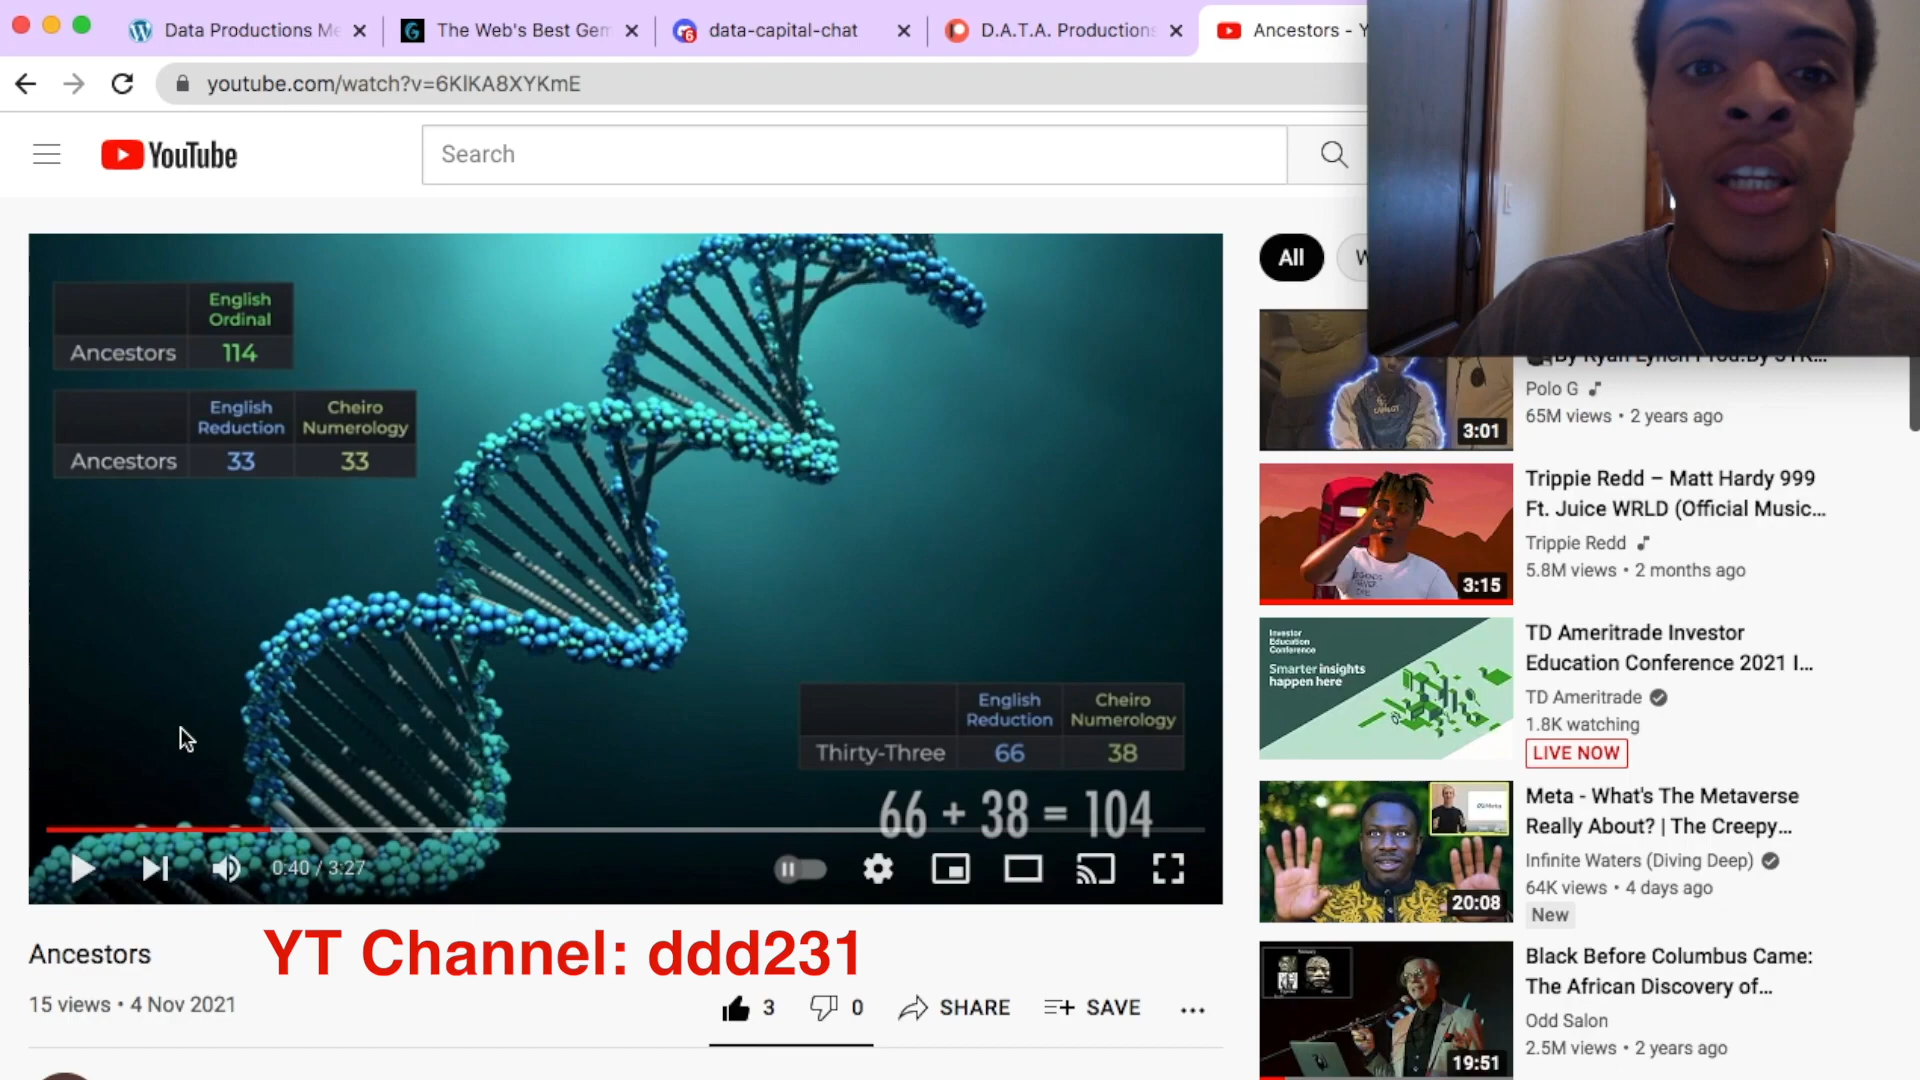 Data Productions Me
The Web's Best Gem
data-capital-chat
D.A.T.A. Productions
Ancestors - Y
youtube.com/watch?v=6KlKA8XYKmE
YouTube
Search
English
Ordinal
Ancestors 114
English Reduction
Cheiro Numerology
Ancestors 33 33
English Reduction
Cheiro Numerology
Thirty-Three 66 38
66 + 38 = 104
0:40 / 3:27
Ancestors
YT Channel: ddd231
15 views • 4 Nov 2021
3
0
SHARE
SAVE
All
3:01
Polo G
65M views • 2 years ago
3:15
Trippie Redd – Matt Hardy 999
Ft. Juice WRLD (Official Music...
Trippie Redd
5.8M views • 2 months ago
Investor
Education
Conference
Smarter insights
happen here
TD Ameritrade Investor
Education Conference 2021 I...
TD Ameritrade
1.8K watching
LIVE NOW
20:08
Meta - What's The Metaverse
Really About? | The Creepy...
Infinite Waters (Diving Deep)
64K views • 4 days ago
New
19:51
Black Before Columbus Came:
The African Discovery of...
Odd Salon
2.5M views • 2 years ago